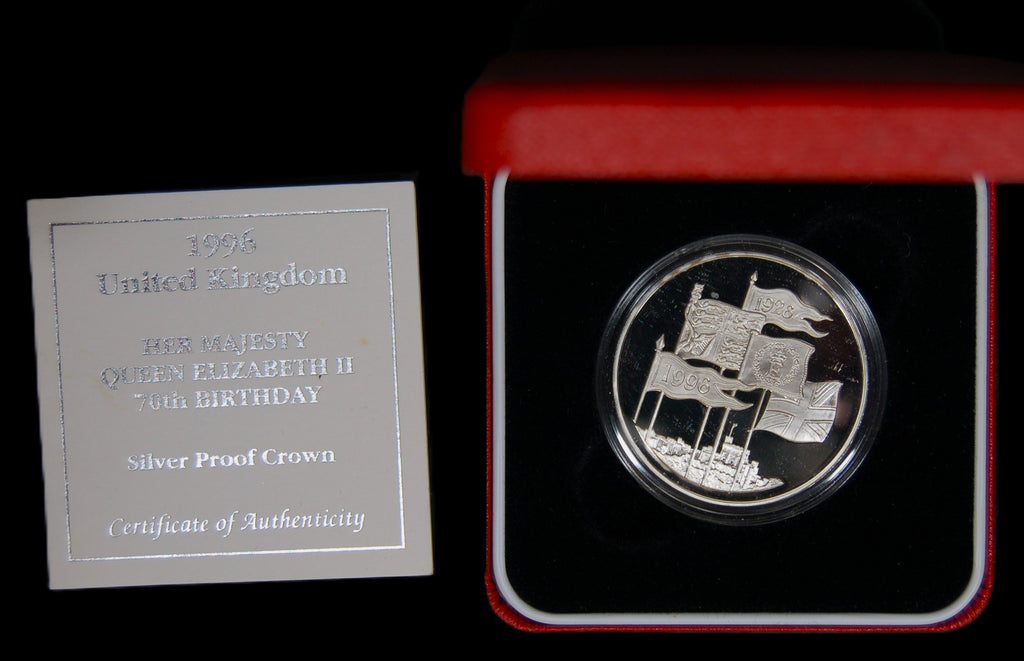 1996
United Kingdom
HER MAJESTY
QUEEN ELIZABETH II
70th BIRTHDAY
Silver Proof Crown
Certificate of Authenticity
1926
1996